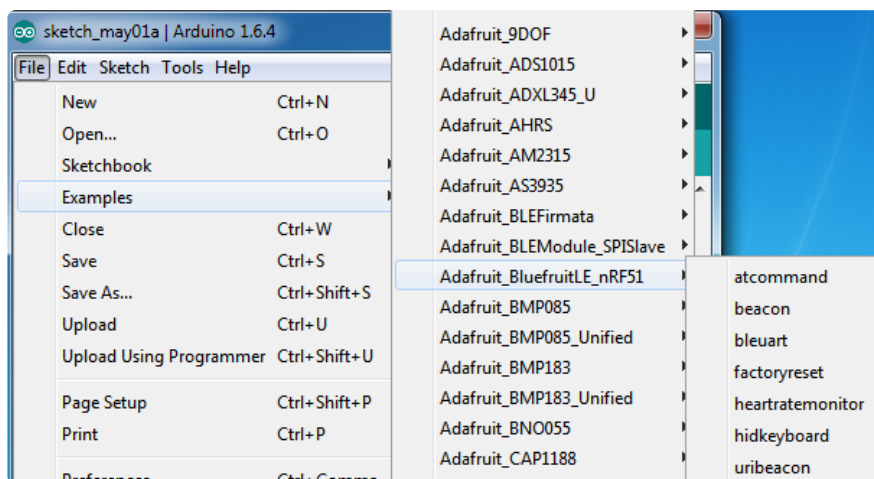 sketch_may01a | Arduino 1.6.4
File Edit Sketch Tools Help
New Ctrl+N
Open... Ctrl+O
Sketchbook
Examples
Close Ctrl+W
Save Ctrl+S
Save As... Ctrl+Shift+S
Upload Ctrl+U
Upload Using Programmer Ctrl+Shift+U
Page Setup Ctrl+Shift+P
Print Ctrl+P
Preferences Ctrl+Comma
Adafruit_9DOF
Adafruit_ADS1015
Adafruit_ADXL345_U
Adafruit_AHRS
Adafruit_AM2315
Adafruit_AS3935
Adafruit_BLEFirmata
Adafruit_BLEModule_SPISlave
Adafruit_BluefruitLE_nRF51
Adafruit_BMP085
Adafruit_BMP085_Unified
Adafruit_BMP183
Adafruit_BMP183_Unified
Adafruit_BNO055
Adafruit_CAP1188
atcommand
beacon
bleuart
factoryreset
heartratemonitor
hidkeyboard
uribeacon